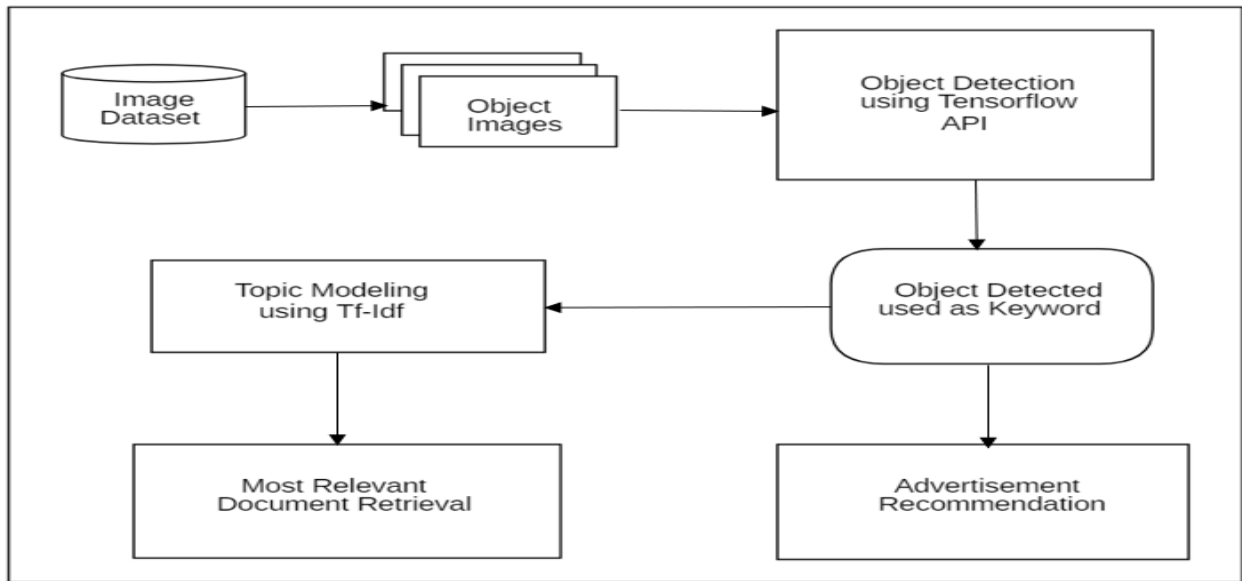 Image
Dataset
Object
Images
Object Detection
using Tensorflow
API
Object Detected
used as Keyword
Topic Modeling
using Tf-Idf
Most Relevant
Document Retrieval
Advertisement
Recommendation